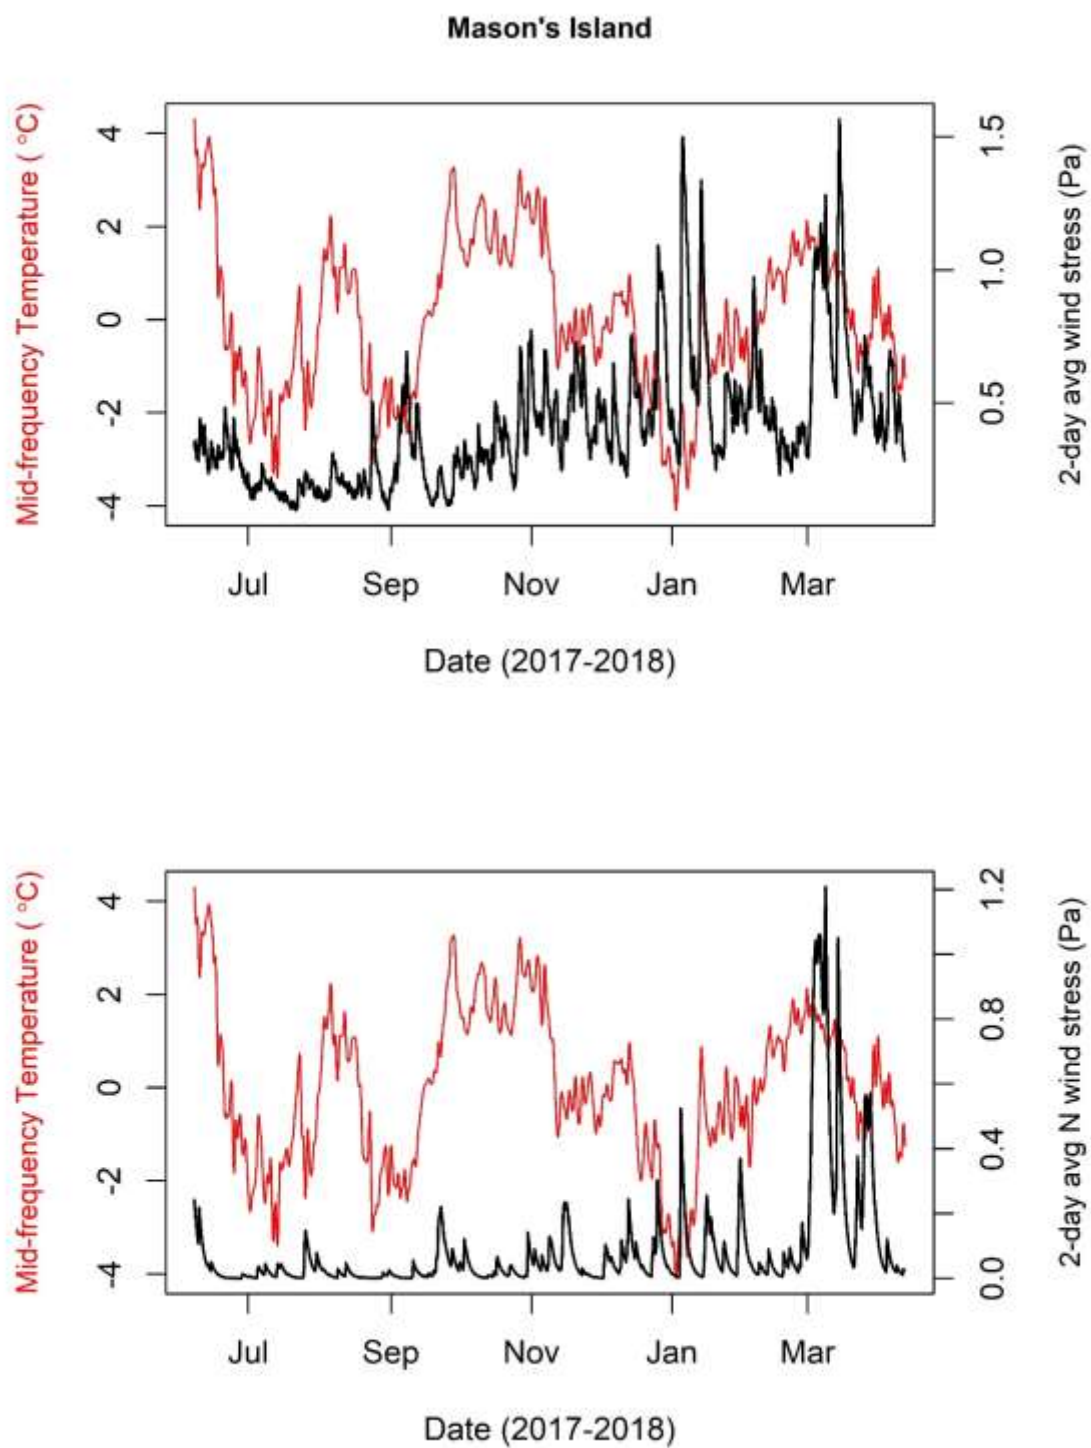 Mason's Island
Mid-frequency Temperature ( °C)
4
2
0
-2
-4
1.5
1.0
0.5
2-day avg wind stress (Pa)
Jul Sep Nov Jan Mar
Date (2017-2018)
Mid-frequency Temperature ( °C)
4
2
0
-2
-4
1.2
0.8
0.4
0.0
2-day avg N wind stress (Pa)
Jul Sep Nov Jan Mar
Date (2017-2018)